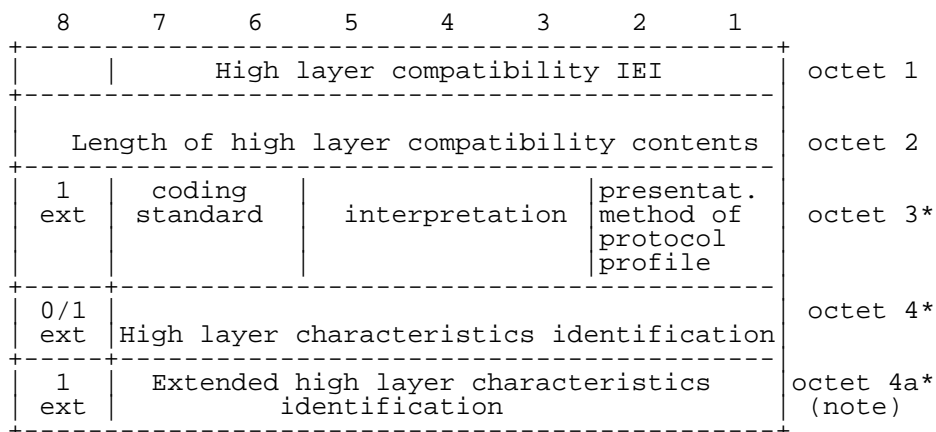 8 7 6 5 4 3 2 1
High layer compatibility IEI octet 1
Length of high layer compatibility contents octet 2
1 coding presentat.
ext standard interpretation method of octet 3*
protocol
profile
0/1 octet 4*
ext High layer characteristics identification
1 Extended high layer characteristics octet 4a*
ext identification (note)